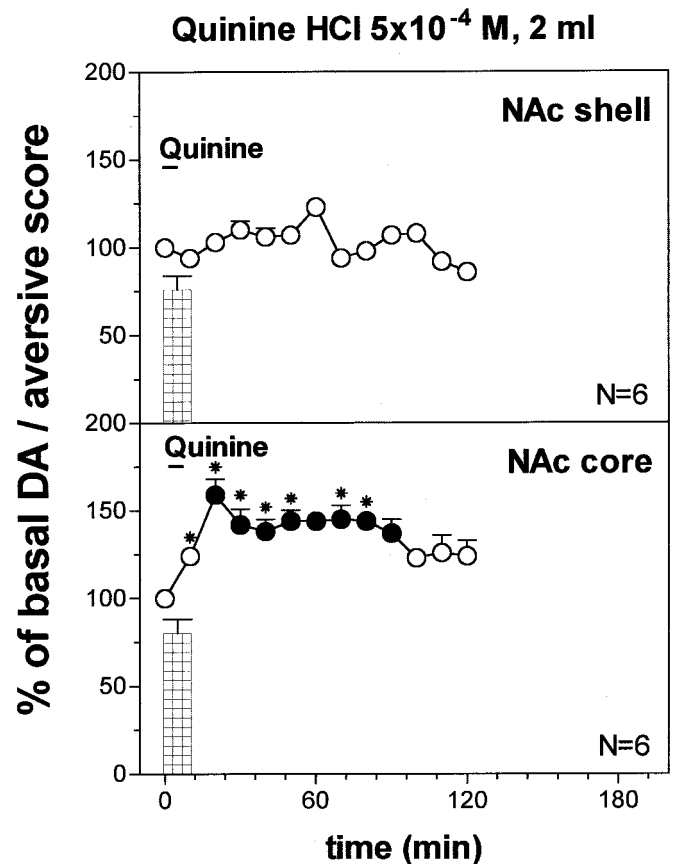 Quinine HCl 5x10⁻⁴ M, 2 ml
% of basal DA / aversive score
200
150
100
50
NAc shell
Quinine
N=6
200
150
100
50
0
NAc core
Quinine
*
*
*
*
*
*
*
N=6
0
60
120
180
time (min)